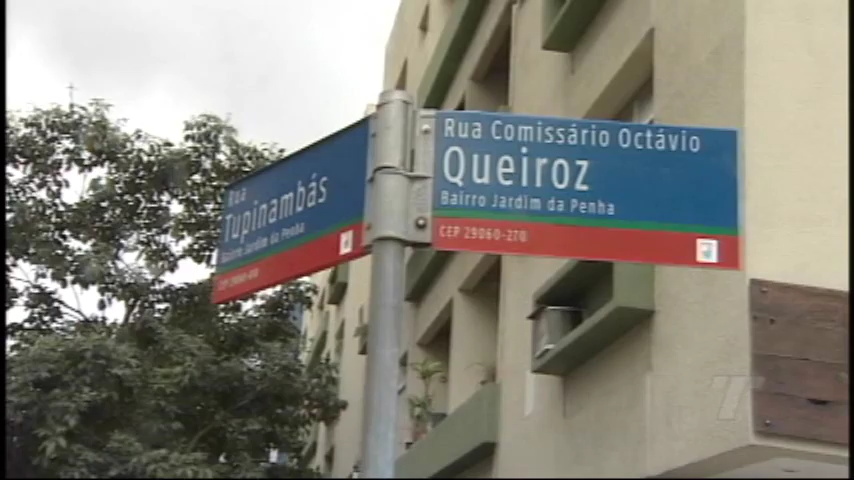 Rua
Tupinambás
Bairro Jardim da Penha
Rua Comissário Octávio
Queiroz
Bairro Jardim da Penha
CEP 29060-270